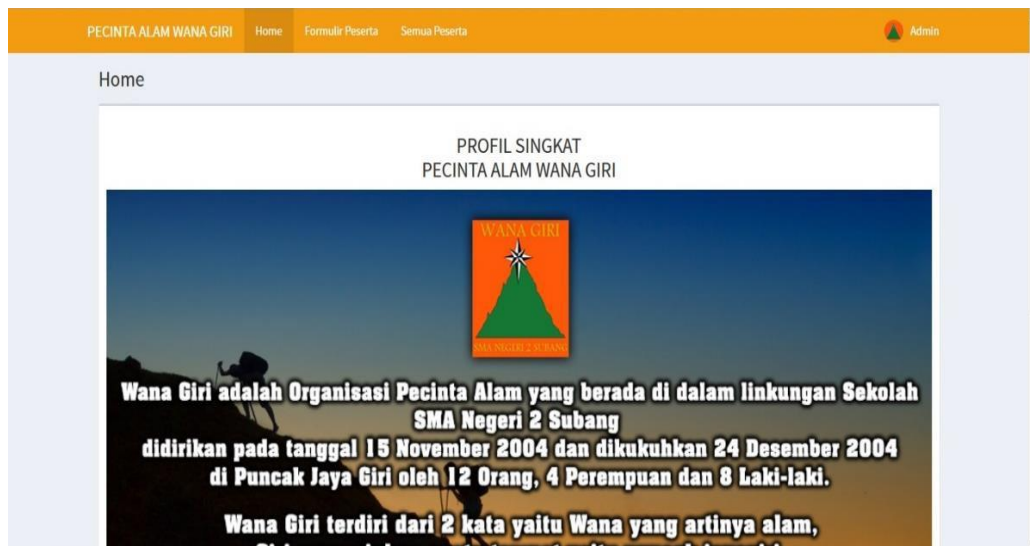 PECINTA ALAM WANA GIRI Home Formulir Peserta Semua Peserta Admin
Home
PROFIL SINGKAT
PECINTA ALAM WANA GIRI
WANA GIRI
SMA NEGERI 2 SUBANG
Wana Giri adalah Organisasi Pecinta Alam yang berada di dalam linkungan Sekolah
SMA Negeri 2 Subang
didirikan pada tanggal 15 November 2004 dan dikukuhkan 24 Desember 2004
di Puncak Jaya Giri oleh 12 Orang, 4 Perempuan dan 8 Laki-laki.
Wana Giri terdiri dari 2 kata yaitu Wana yang artinya alam,